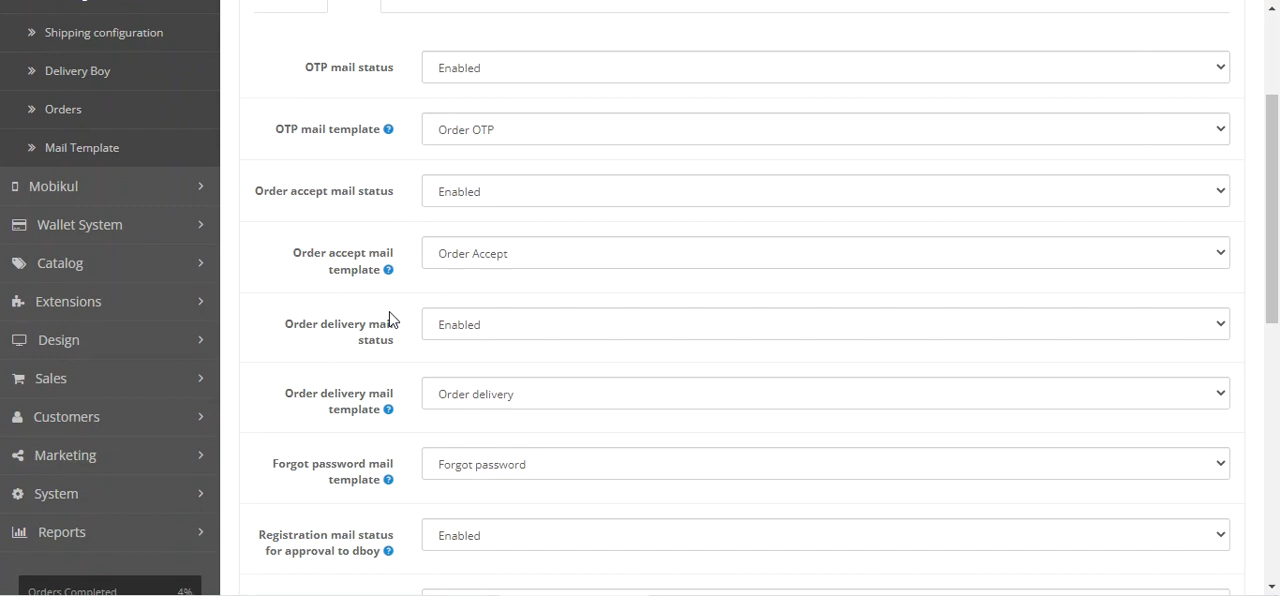 Shipping configuration
Delivery Boy
Orders
Mail Template
Mobikul
Wallet System
Catalog
Extensions
Design
Sales
Customers
Marketing
System
Reports
Orders Completed 4%
OTP mail status
Enabled
OTP mail template
Order OTP
Order accept mail status
Enabled
Order accept mail
template
Order Accept
Order delivery mail
status
Enabled
Order delivery mail
template
Order delivery
Forgot password mail
template
Forgot password
Registration mail status
for approval to dboy
Enabled